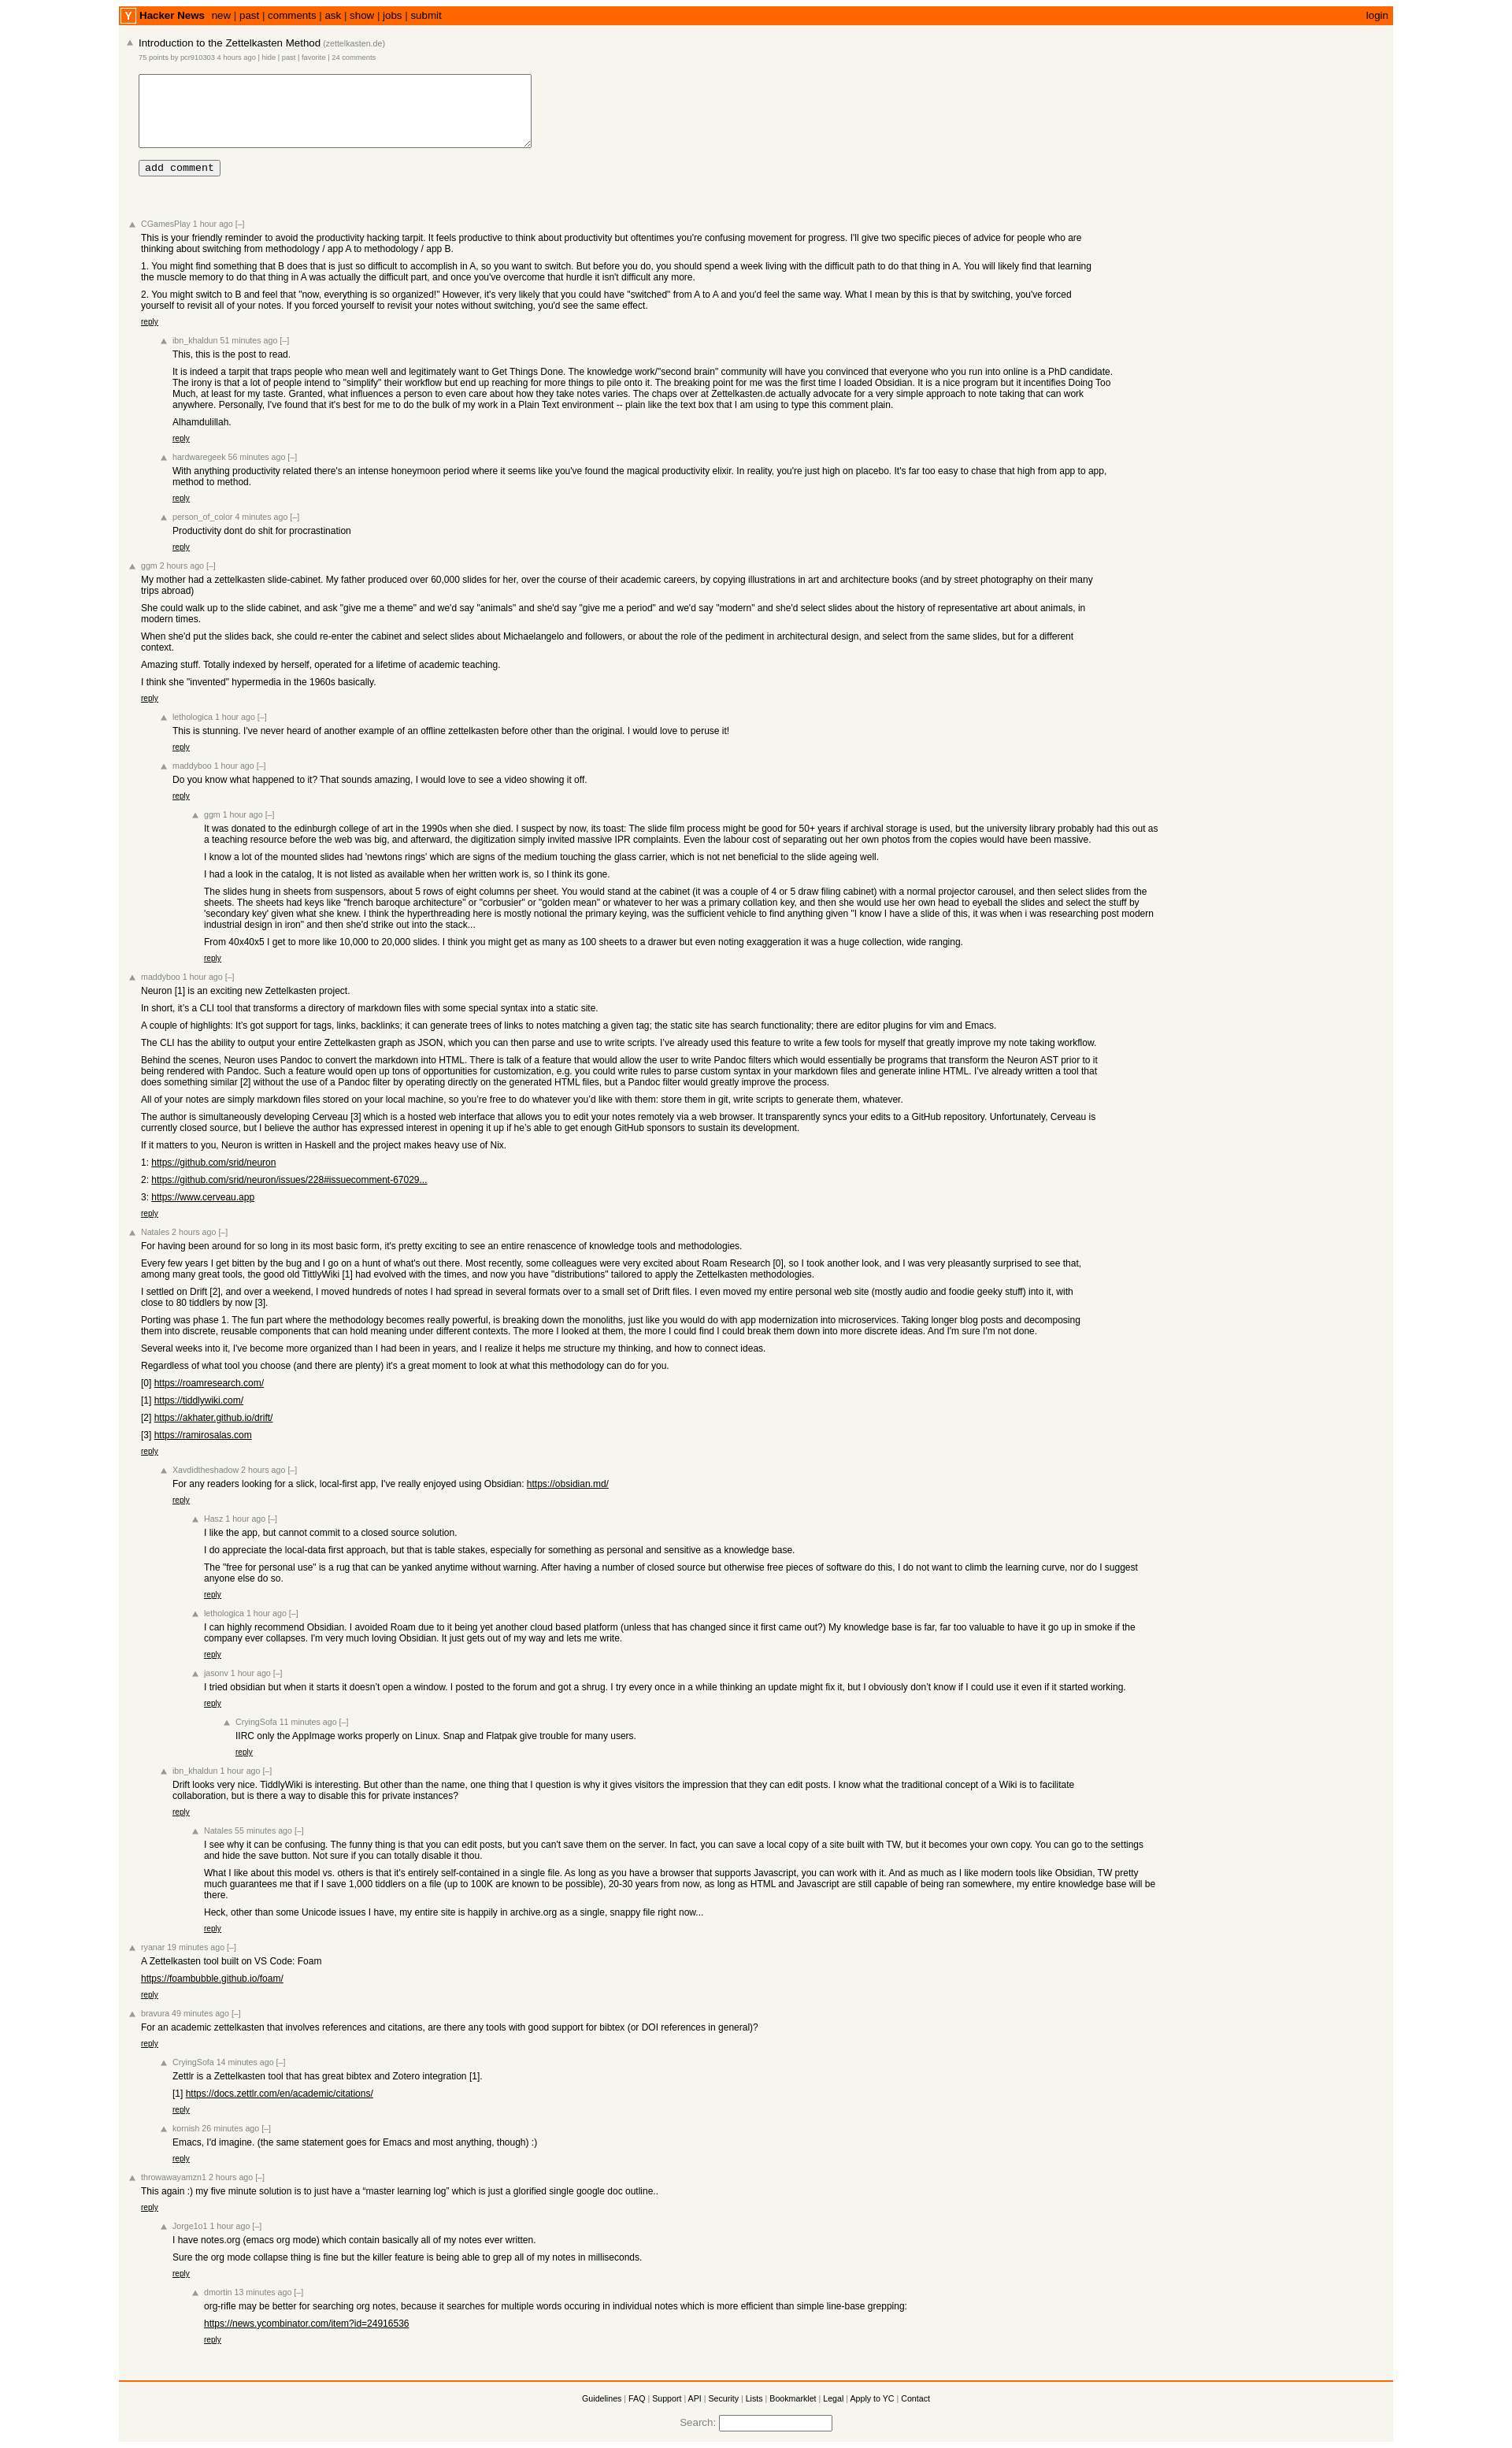 Y Hacker News new | past | comments | ask | show | jobs | submit login
Introduction to the Zettelkasten Method (zettelkasten.de)
75 points by pcr910303 4 hours ago | hide | past | favorite | 24 comments
add comment
CGamesPlay 1 hour ago [–]
This is your friendly reminder to avoid the productivity hacking tarpit. It feels productive to think about productivity but oftentimes you're confusing movement for progress. I'll give two specific pieces of advice for people who are
thinking about switching from methodology / app A to methodology / app B.
1. You might find something that B does that is just so difficult to accomplish in A, so you want to switch. But before you do, you should spend a week living with the difficult path to do that thing in A. You will likely find that learning
the muscle memory to do that thing in A was actually the difficult part, and once you've overcome that hurdle it isn't difficult any more.
2. You might switch to B and feel that "now, everything is so organized!" However, it's very likely that you could have "switched" from A to A and you'd feel the same way. What I mean by this is that by switching, you've forced
yourself to revisit all of your notes. If you forced yourself to revisit your notes without switching, you'd see the same effect.
reply
ibn_khaldun 51 minutes ago [–]
This, this is the post to read.
It is indeed a tarpit that traps people who mean well and legitimately want to Get Things Done. The knowledge work/"second brain" community will have you convinced that everyone who you run into online is a PhD candidate.
The irony is that a lot of people intend to "simplify" their workflow but end up reaching for more things to pile onto it. The breaking point for me was the first time I loaded Obsidian. It is a nice program but it incentifies Doing Too
Much, at least for my taste. Granted, what influences a person to even care about how they take notes varies. The chaps over at Zettelkasten.de actually advocate for a very simple approach to note taking that can work
anywhere. Personally, I've found that it's best for me to do the bulk of my work in a Plain Text environment -- plain like the text box that I am using to type this comment plain.
Alhamdulillah.
reply
hardwaregeek 56 minutes ago [–]
With anything productivity related there's an intense honeymoon period where it seems like you've found the magical productivity elixir. In reality, you're just high on placebo. It's far too easy to chase that high from app to app,
method to method.
reply
person_of_color 4 minutes ago [–]
Productivity dont do shit for procrastination
reply
ggm 2 hours ago [–]
My mother had a zettelkasten slide-cabinet. My father produced over 60,000 slides for her, over the course of their academic careers, by copying illustrations in art and architecture books (and by street photography on their many
trips abroad)
She could walk up to the slide cabinet, and ask "give me a theme" and we'd say "animals" and she'd say "give me a period" and we'd say "modern" and she'd select slides about the history of representative art about animals, in
modern times.
When she'd put the slides back, she could re-enter the cabinet and select slides about Michaelangelo and followers, or about the role of the pediment in architectural design, and select from the same slides, but for a different
context.
Amazing stuff. Totally indexed by herself, operated for a lifetime of academic teaching.
I think she "invented" hypermedia in the 1960s basically.
reply
lethologica 1 hour ago [–]
This is stunning. I've never heard of another example of an offline zettelkasten before other than the original. I would love to peruse it!
reply
maddyboo 1 hour ago [–]
Do you know what happened to it? That sounds amazing, I would love to see a video showing it off.
reply
ggm 1 hour ago [–]
It was donated to the edinburgh college of art in the 1990s when she died. I suspect by now, its toast: The slide film process might be good for 50+ years if archival storage is used, but the university library probably had this out as
a teaching resource before the web was big, and afterward, the digitization simply invited massive IPR complaints. Even the labour cost of separating out her own photos from the copies would have been massive.
I know a lot of the mounted slides had 'newtons rings' which are signs of the medium touching the glass carrier, which is not net beneficial to the slide ageing well.
I had a look in the catalog, It is not listed as available when her written work is, so I think its gone.
The slides hung in sheets from suspensors, about 5 rows of eight columns per sheet. You would stand at the cabinet (it was a couple of 4 or 5 draw filing cabinet) with a normal projector carousel, and then select slides from the
sheets. The sheets had keys like "french baroque architecture" or "corbusier" or "golden mean" or whatever to her was a primary collation key, and then she would use her own head to eyeball the slides and select the stuff by
'secondary key' given what she knew. I think the hyperthreading here is mostly notional the primary keying, was the sufficient vehicle to find anything given "I know I have a slide of this, it was when i was researching post modern
industrial design in iron" and then she'd strike out into the stack...
From 40x40x5 I get to more like 10,000 to 20,000 slides. I think you might get as many as 100 sheets to a drawer but even noting exaggeration it was a huge collection, wide ranging.
reply
maddyboo 1 hour ago [–]
Neuron [1] is an exciting new Zettelkasten project.
In short, it's a CLI tool that transforms a directory of markdown files with some special syntax into a static site.
A couple of highlights: It's got support for tags, links, backlinks; it can generate trees of links to notes matching a given tag; the static site has search functionality; there are editor plugins for vim and Emacs.
The CLI has the ability to output your entire Zettelkasten graph as JSON, which you can then parse and use to write scripts. I've already used this feature to write a few tools for myself that greatly improve my note taking workflow.
Behind the scenes, Neuron uses Pandoc to convert the markdown into HTML. There is talk of a feature that would allow the user to write Pandoc filters which would essentially be programs that transform the Neuron AST prior to it
being rendered with Pandoc. Such a feature would open up tons of opportunities for customization, e.g. you could write rules to parse custom syntax in your markdown files and generate inline HTML. I've already written a tool that
does something similar [2] without the use of a Pandoc filter by operating directly on the generated HTML files, but a Pandoc filter would greatly improve the process.
All of your notes are simply markdown files stored on your local machine, so you're free to do whatever you'd like with them: store them in git, write scripts to generate them, whatever.
The author is simultaneously developing Cerveau [3] which is a hosted web interface that allows you to edit your notes remotely via a web browser. It transparently syncs your edits to a GitHub repository. Unfortunately, Cerveau is
currently closed source, but I believe the author has expressed interest in opening it up if he's able to get enough GitHub sponsors to sustain its development.
If it matters to you, Neuron is written in Haskell and the project makes heavy use of Nix.
1: https://github.com/srid/neuron
2: https://github.com/srid/neuron/issues/228#issuecomment-67029...
3: https://www.cerveau.app
reply
Natales 2 hours ago [–]
For having been around for so long in its most basic form, it's pretty exciting to see an entire renascence of knowledge tools and methodologies.
Every few years I get bitten by the bug and I go on a hunt of what's out there. Most recently, some colleagues were very excited about Roam Research [0], so I took another look, and I was very pleasantly surprised to see that,
among many great tools, the good old TittlyWiki [1] had evolved with the times, and now you have "distributions" tailored to apply the Zettelkasten methodologies.
I settled on Drift [2], and over a weekend, I moved hundreds of notes I had spread in several formats over to a small set of Drift files. I even moved my entire personal web site (mostly audio and foodie geeky stuff) into it, with
close to 80 tiddlers by now [3].
Porting was phase 1. The fun part where the methodology becomes really powerful, is breaking down the monoliths, just like you would do with app modernization into microservices. Taking longer blog posts and decomposing
them into discrete, reusable components that can hold meaning under different contexts. The more I looked at them, the more I could find I could break them down into more discrete ideas. And I'm sure I'm not done.
Several weeks into it, I've become more organized than I had been in years, and I realize it helps me structure my thinking, and how to connect ideas.
Regardless of what tool you choose (and there are plenty) it's a great moment to look at what this methodology can do for you.
[0] https://roamresearch.com/
[1] https://tiddlywiki.com/
[2] https://akhater.github.io/drift/
[3] https://ramirosalas.com
reply
Xavdidtheshadow 2 hours ago [–]
For any readers looking for a slick, local-first app, I've really enjoyed using Obsidian: https://obsidian.md/
reply
Hasz 1 hour ago [–]
I like the app, but cannot commit to a closed source solution.
I do appreciate the local-data first approach, but that is table stakes, especially for something as personal and sensitive as a knowledge base.
The "free for personal use" is a rug that can be yanked anytime without warning. After having a number of closed source but otherwise free pieces of software do this, I do not want to climb the learning curve, nor do I suggest
anyone else do so.
reply
lethologica 1 hour ago [–]
I can highly recommend Obsidian. I avoided Roam due to it being yet another cloud based platform (unless that has changed since it first came out?) My knowledge base is far, far too valuable to have it go up in smoke if the
company ever collapses. I'm very much loving Obsidian. It just gets out of my way and lets me write.
reply
jasonv 1 hour ago [–]
I tried obsidian but when it starts it doesn't open a window. I posted to the forum and got a shrug. I try every once in a while thinking an update might fix it, but I obviously don't know if I could use it even if it started working.
reply
CryingSofa 11 minutes ago [–]
IIRC only the AppImage works properly on Linux. Snap and Flatpak give trouble for many users.
reply
ibn_khaldun 1 hour ago [–]
Drift looks very nice. TiddlyWiki is interesting. But other than the name, one thing that I question is why it gives visitors the impression that they can edit posts. I know what the traditional concept of a Wiki is to facilitate
collaboration, but is there a way to disable this for private instances?
reply
Natales 55 minutes ago [–]
I see why it can be confusing. The funny thing is that you can edit posts, but you can't save them on the server. In fact, you can save a local copy of a site built with TW, but it becomes your own copy. You can go to the settings
and hide the save button. Not sure if you can totally disable it thou.
What I like about this model vs. others is that it's entirely self-contained in a single file. As long as you have a browser that supports Javascript, you can work with it. And as much as I like modern tools like Obsidian, TW pretty
much guarantees me that if I save 1,000 tiddlers on a file (up to 100K are known to be possible), 20-30 years from now, as long as HTML and Javascript are still capable of being ran somewhere, my entire knowledge base will be
there.
Heck, other than some Unicode issues I have, my entire site is happily in archive.org as a single, snappy file right now...
reply
ryanar 19 minutes ago [–]
A Zettelkasten tool built on VS Code: Foam
https://foambubble.github.io/foam/
reply
bravura 49 minutes ago [–]
For an academic zettelkasten that involves references and citations, are there any tools with good support for bibtex (or DOI references in general)?
reply
CryingSofa 14 minutes ago [–]
Zettlr is a Zettelkasten tool that has great bibtex and Zotero integration [1].
[1] https://docs.zettlr.com/en/academic/citations/
reply
kornish 26 minutes ago [–]
Emacs, I'd imagine. (the same statement goes for Emacs and most anything, though) :)
reply
throwawayamzn1 2 hours ago [–]
This again :) my five minute solution is to just have a “master learning log” which is just a glorified single google doc outline..
reply
Jorge1o1 1 hour ago [–]
I have notes.org (emacs org mode) which contain basically all of my notes ever written.
Sure the org mode collapse thing is fine but the killer feature is being able to grep all of my notes in milliseconds.
reply
dmortin 13 minutes ago [–]
org-rifle may be better for searching org notes, because it searches for multiple words occuring in individual notes which is more efficient than simple line-base grepping:
https://news.ycombinator.com/item?id=24916536
reply
Guidelines | FAQ | Support | API | Security | Lists | Bookmarklet | Legal | Apply to YC | Contact
Search: